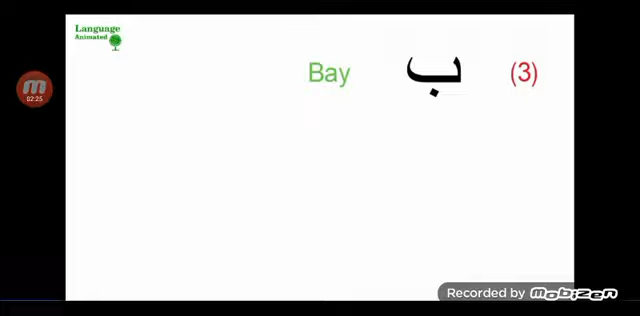 Language
Animated
Bay ب (3)
02:25
Recorded by MOBIZEN